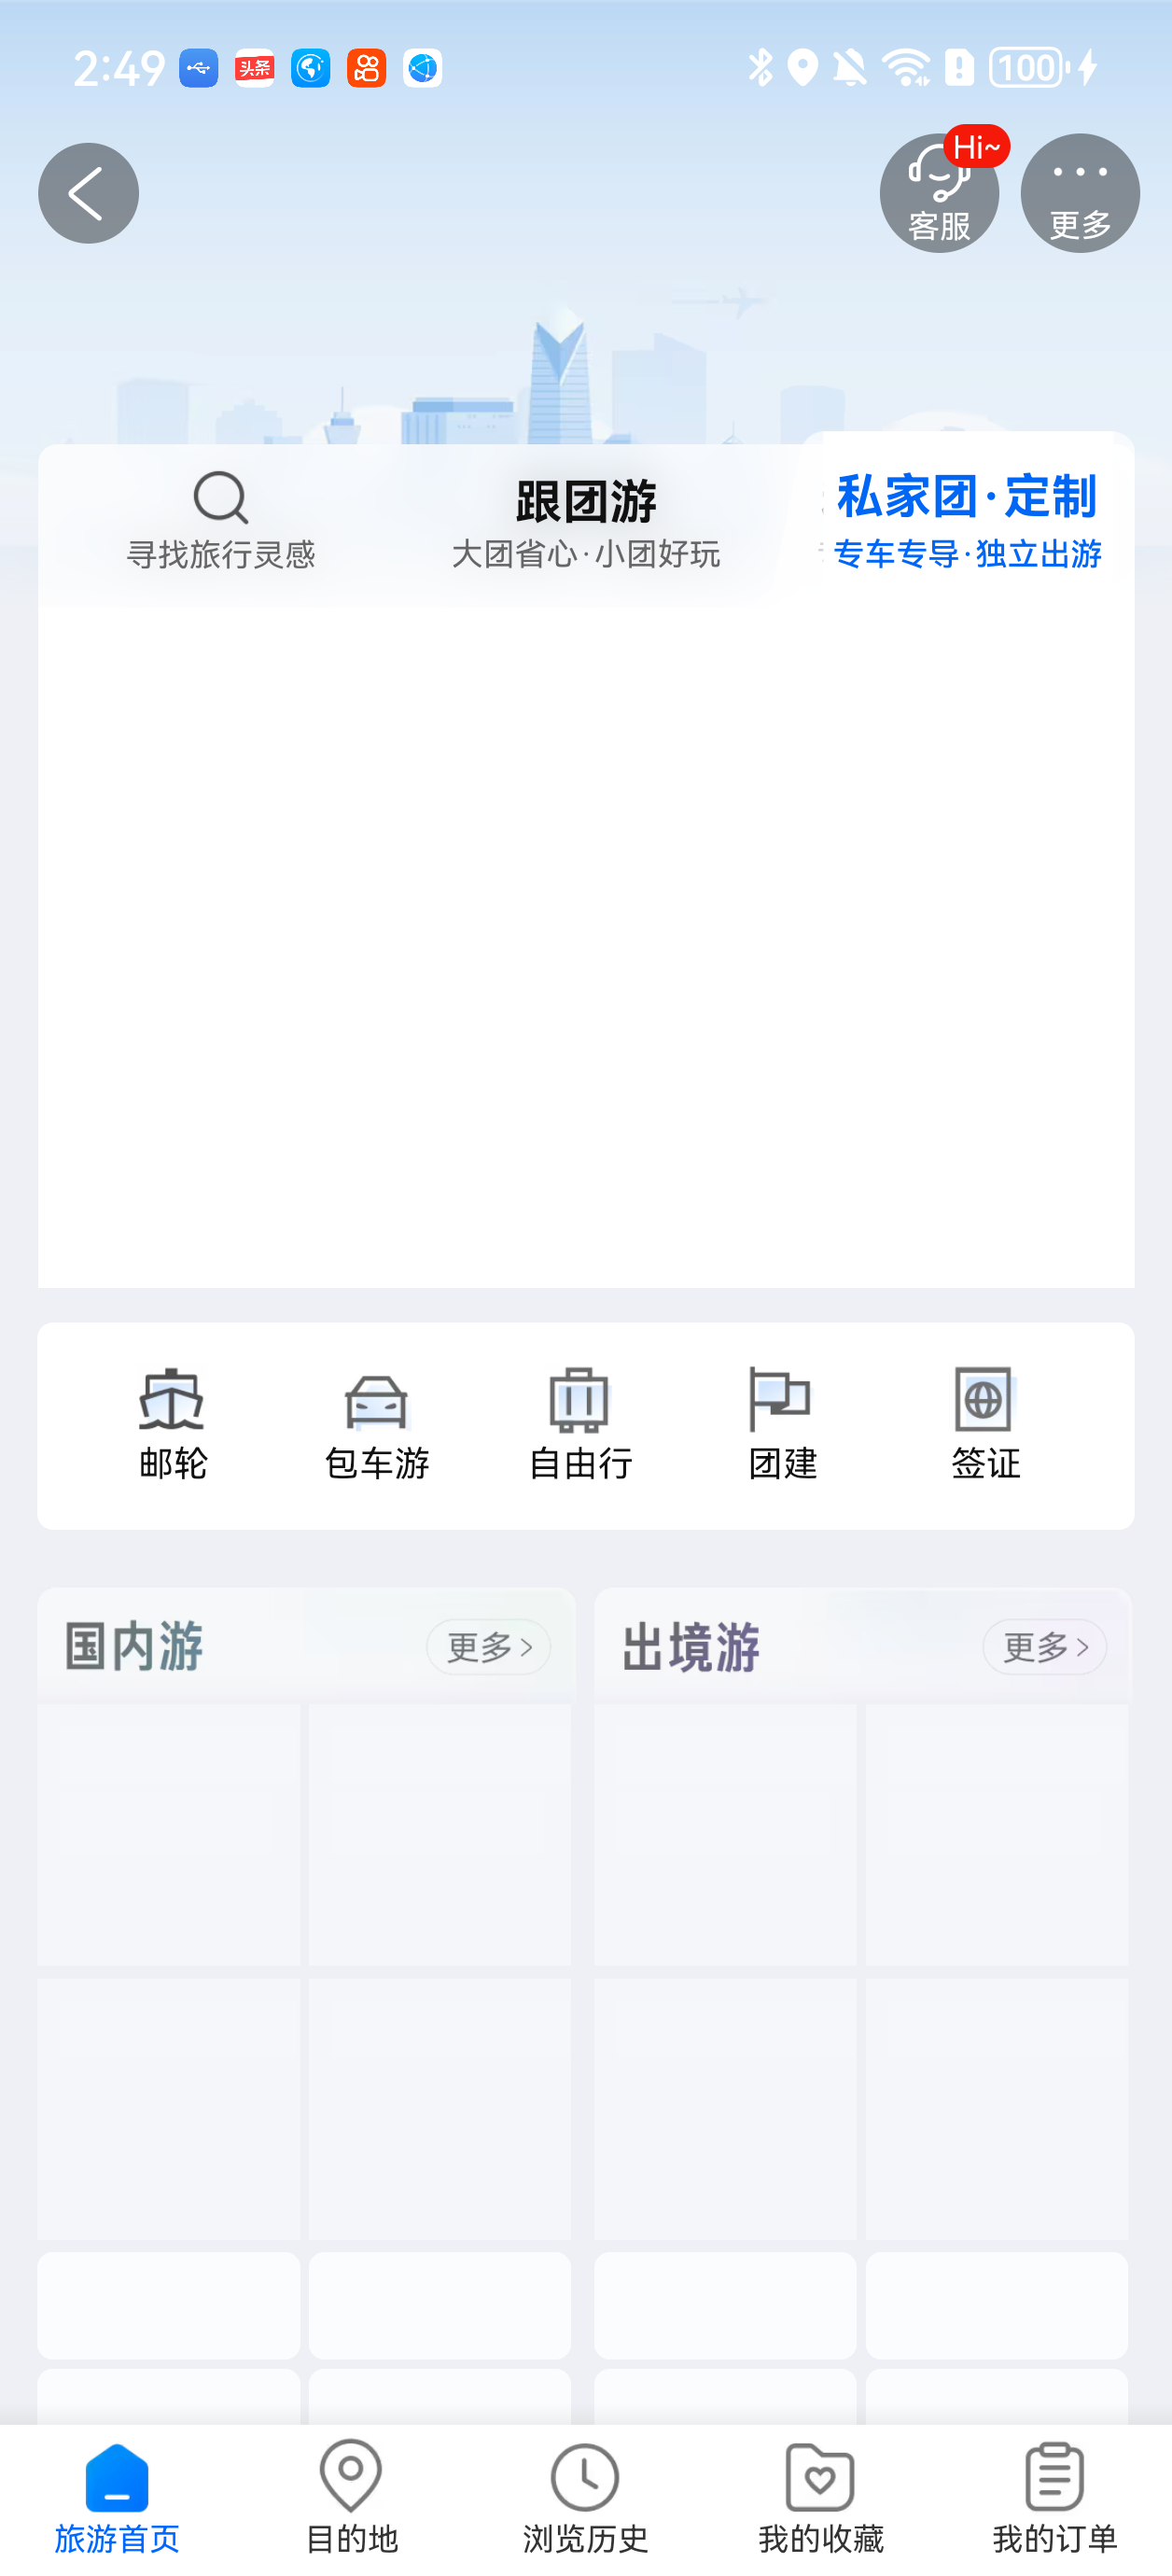 2:49
头条
100
Hi~
客服
更多
跟团游
私家团·定制
寻找旅行灵感
大团省心·小团好玩
专车专导·独立出游
邮轮
包车游
自由行
团建
签证
国内游
更多
出境游
更多
旅游首页
目的地
浏览历史
我的收藏
我的订单